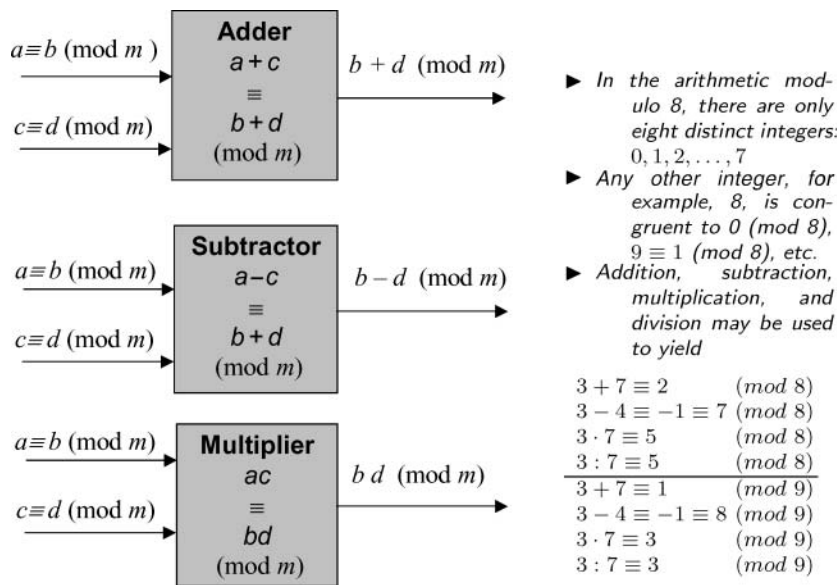 a≡b (mod m )
c≡d (mod m)
Adder
a+c
≡
b+d
(mod m)
b + d (mod m)
a≡b (mod m)
c≡d (mod m)
Subtractor
a–c
≡
b+d
(mod m)
b – d (mod m)
a≡b (mod m)
c≡d (mod m)
Multiplier
ac
≡
bd
(mod m)
b d (mod m)
► In the arithmetic mod-
ulo 8, there are only
eight distinct integers:
0, 1, 2, . . . , 7
► Any other integer, for
example, 8, is con-
gruent to 0 (mod 8),
9 ≡ 1 (mod 8), etc.
► Addition, subtraction,
multiplication, and
division may be used
to yield
3 + 7 ≡ 2 (mod 8)
3 − 4 ≡ −1 ≡ 7 (mod 8)
3 · 7 ≡ 5 (mod 8)
3 : 7 ≡ 5 (mod 8)
3 + 7 ≡ 1 (mod 9)
3 − 4 ≡ −1 ≡ 8 (mod 9)
3 · 7 ≡ 3 (mod 9)
3 : 7 ≡ 3 (mod 9)